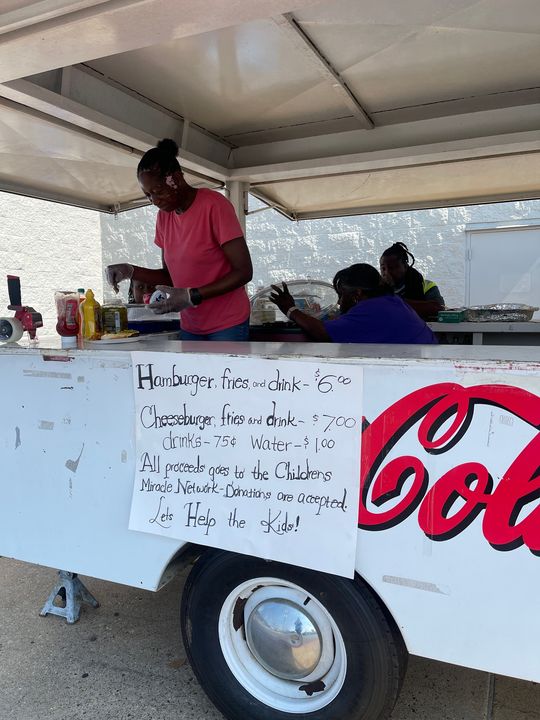 Hamburger, fries, and drink - $6.00
Cheeseburger, fries and drink - $7.00
drinks - 75¢ Water - $1.00
All proceeds goes to the Childrens
Miracle Network - Donations are accepted.
Lets Help the Kids!